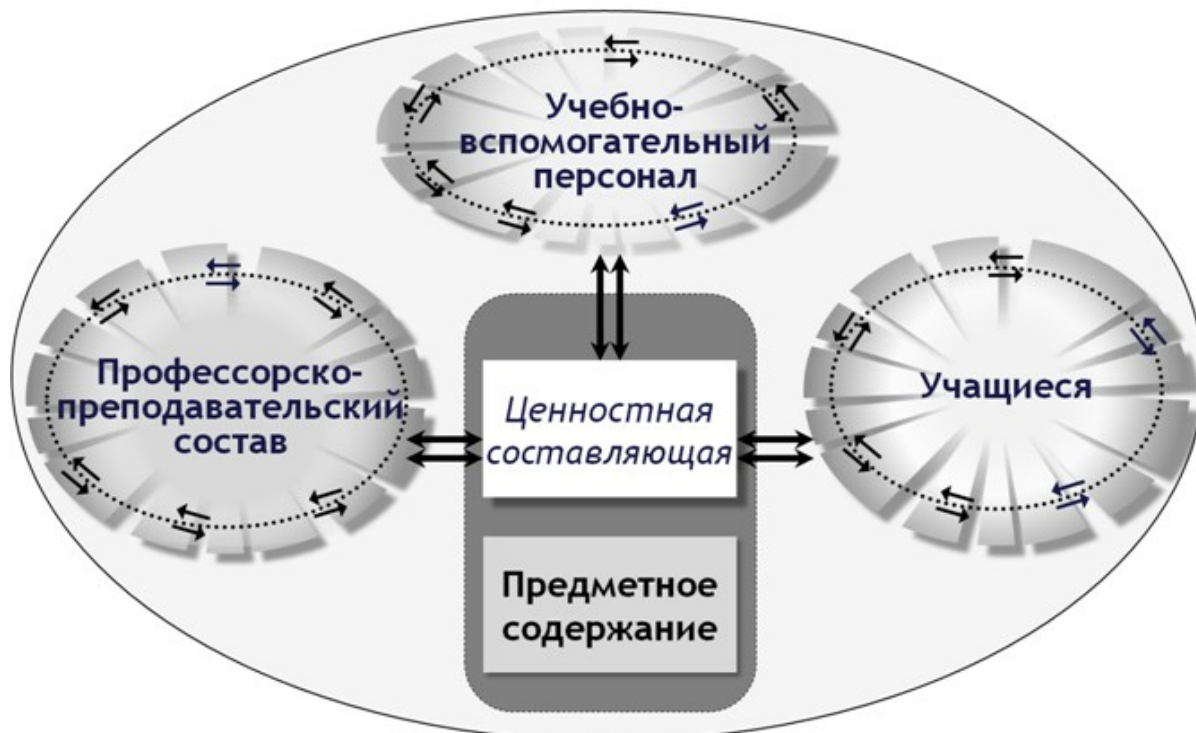 Учебно-
вспомогательный
персонал
Профессорско-
преподавательский
состав
Ценностная
составляющая
Учащиеся
Предметное
содержание